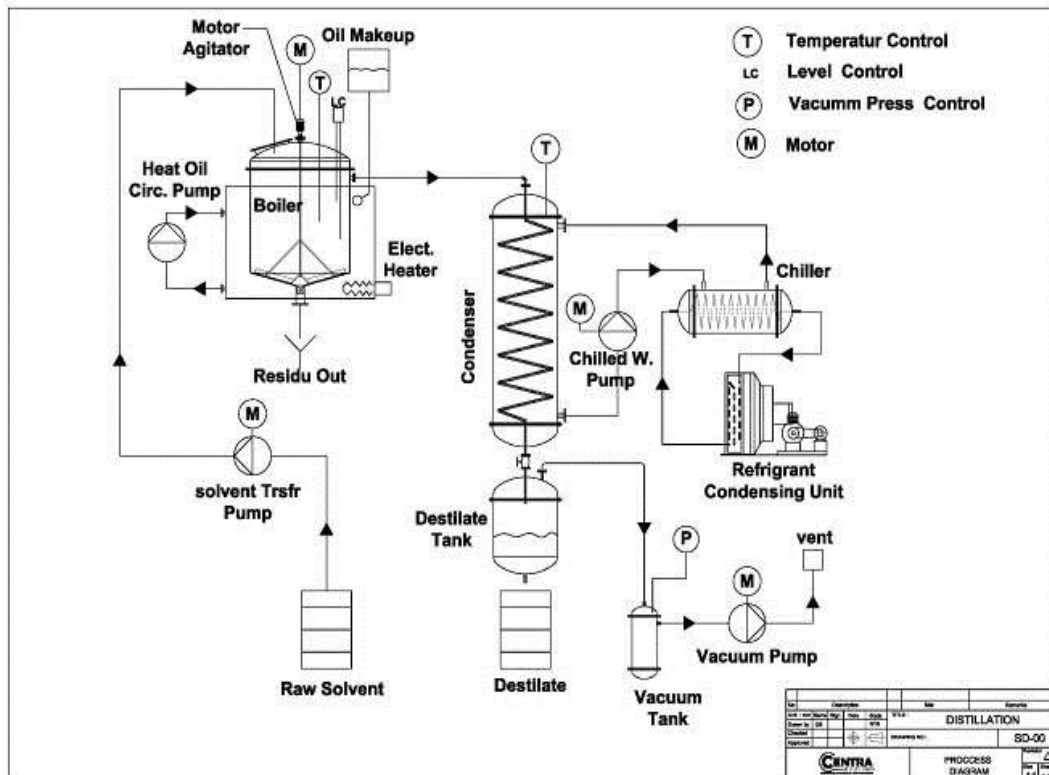 Motor
Agitator
Oil Makeup
M
T
LC
T Temperatur Control
LC Level Control
P Vacumm Press Control
M Motor
Heat Oil
Circ. Pump
Boiler
T
Elect.
Heater
Condenser
Chiller
M
Chilled W.
Pump
Residu Out
M
solvent Trsfr
Pump
Refrigrant
Condensing Unit
Destilate
Tank
P
vent
M
Vacuum Pump
Raw Solvent
Destilate
Vacuum
Tank
DISTILLATION
SD-00
CENTRA
PROCCESS
DIAGRAM